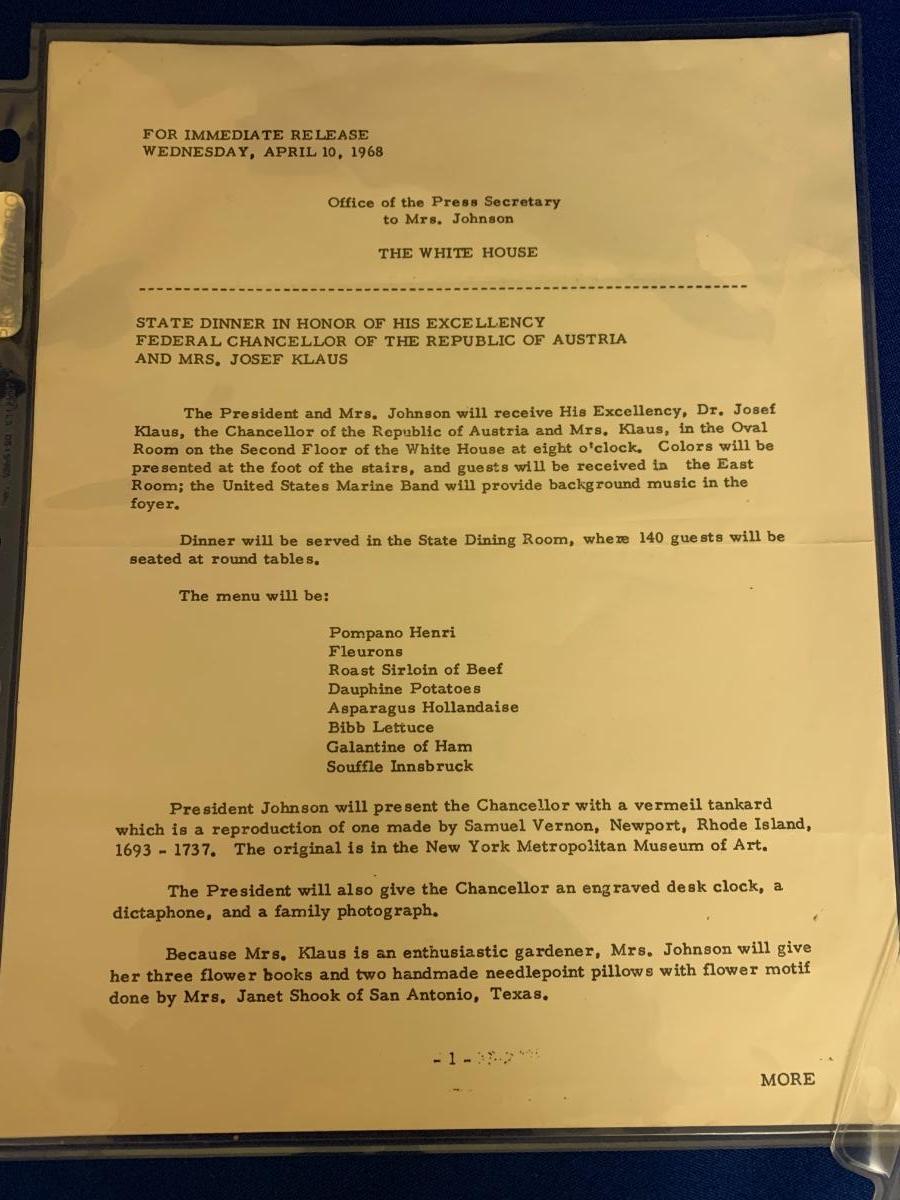 FOR IMMEDIATE RELEASE
WEDNESDAY, APRIL 10, 1968
Office of the Press Secretary
to Mrs. Johnson
THE WHITE HOUSE
--------------------------------------------------------------------
STATE DINNER IN HONOR OF HIS EXCELLENCY
FEDERAL CHANCELLOR OF THE REPUBLIC OF AUSTRIA
AND MRS. JOSEF KLAUS
The President and Mrs. Johnson will receive His Excellency, Dr. Josef
Klaus, the Chancellor of the Republic of Austria and Mrs. Klaus, in the Oval
Room on the Second Floor of the White House at eight o'clock. Colors will be
presented at the foot of the stairs, and guests will be received in the East
Room; the United States Marine Band will provide background music in the
foyer.
Dinner will be served in the State Dining Room, where 140 guests will be
seated at round tables.
The menu will be:
Pompano Henri
Fleurons
Roast Sirloin of Beef
Dauphine Potatoes
Asparagus Hollandaise
Bibb Lettuce
Galantine of Ham
Souffle Innsbruck
President Johnson will present the Chancellor with a vermeil tankard
which is a reproduction of one made by Samuel Vernon, Newport, Rhode Island,
1693 - 1737. The original is in the New York Metropolitan Museum of Art.
The President will also give the Chancellor an engraved desk clock, a
dictaphone, and a family photograph.
Because Mrs. Klaus is an enthusiastic gardener, Mrs. Johnson will give
her three flower books and two handmade needlepoint pillows with flower motif
done by Mrs. Janet Shook of San Antonio, Texas.
- 1 -
MORE